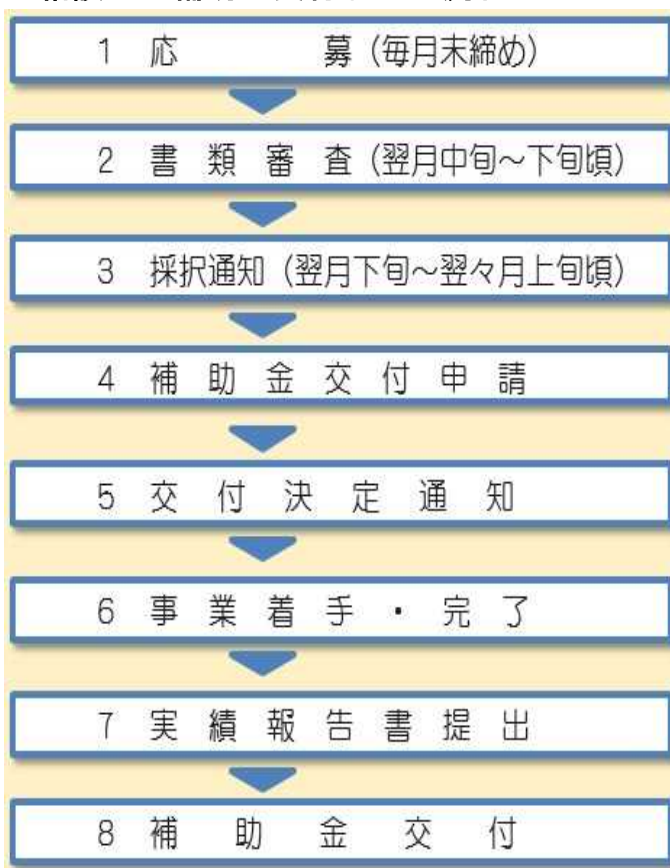 1 応募(毎月末締め)
2 書類審査(翌月中旬~下旬頃)
3 採択通知(翌月下旬~翌々月上旬頃)
4 補助金交付申請
5 交付決定通知
6 事業着手・完了
7 実績報告書提出
8 補助金交付